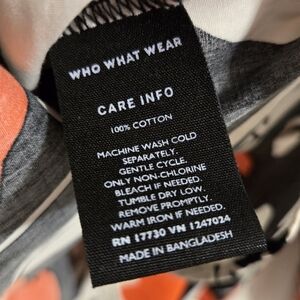 WHO WHAT WEAR
CARE INFO
100% COTTON
MACHINE WASH COLD
SEPARATELY.
GENTLE CYCLE.
ONLY NON-CHLORINE
BLEACH IF NEEDED.
TUMBLE DRY LOW.
REMOVE PROMPTLY.
WARM IRON IF NEEDED.
RN 17730 VN 1247024
MADE IN BANGLADESH